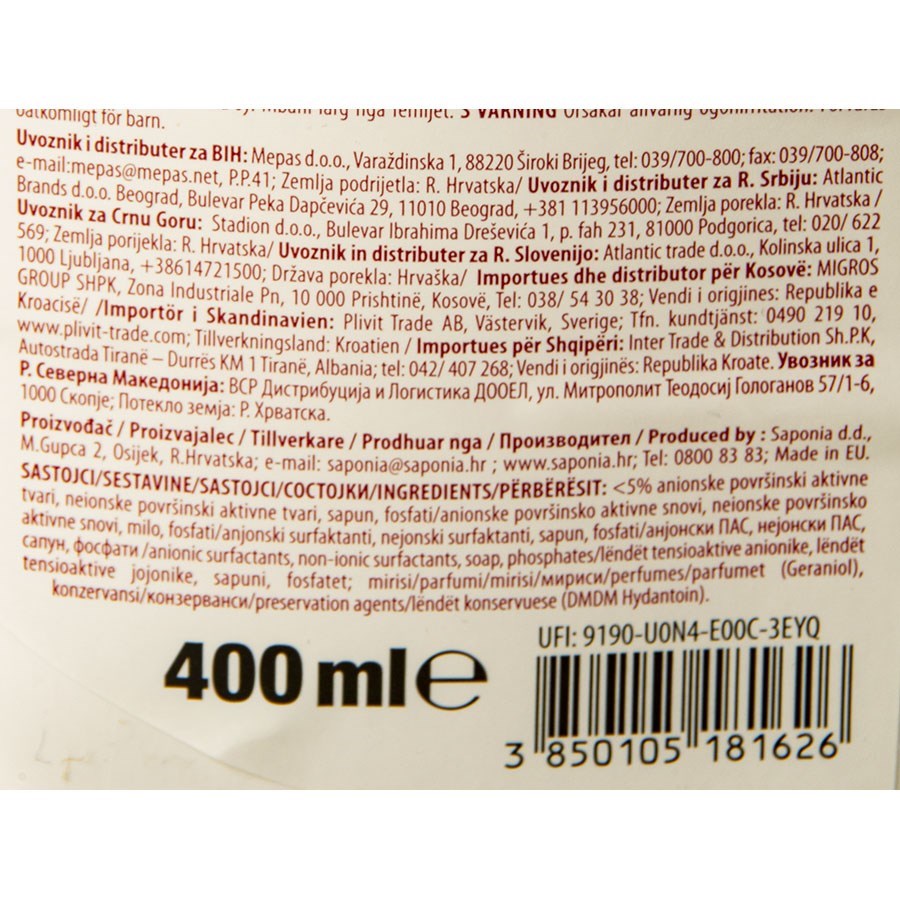 nga fëmijët. S VARNING Orsakar allvarlig ögonirritation.
oåtkomligt för barn.
Uvoznik i distributer za BIH: Mepas d.o.o., Varaždinska 1, 88220 Široki Brijeg, tel: 039/700-800; fax: 039/700-808;
e-mail:mepas@mepas.net, P.P.41; Zemlja podrijetla: R. Hrvatska/ Uvoznik i distributer za R. Srbiju: Atlantic
Brands d.o.o. Beograd, Bulevar Peka Dapčevića 29, 11010 Beograd, +381 113956000; Zemlja porekla: R. Hrvatska /
Uvoznik za Crnu Goru: Stadion d.o.o., Bulevar Ibrahima Dreševića 1, p. fah 231, 81000 Podgorica, tel: 020/ 622
569; Zemlja porijekla: R. Hrvatska/ Uvoznik in distributer za R. Slovenijo: Atlantic trade d.o.o., Kolinska ulica 1,
1000 Ljubljana, +38614721500; Država porekla: Hrvaška/ Importues dhe distributor për Kosovë: MIGROS
GROUP SHPK, Zona Industriale Pn, 10 000 Prishtinë, Kosovë, Tel: 038/ 54 30 38; Vendi i origjines: Republika e
Kroacisë/ /Importör i Skandinavien: Plivit Trade AB, Västervik, Sverige; Tfn. kundtjänst: 0490 219 10,
www.plivit-trade.com; Tillverkningsland: Kroatien / Importues për Shqipëri: Inter Trade & Distribution Sh.P.K,
Autostrada Tiranë – Durrës KM 1 Tiranë, Albania; tel: 042/ 407 268; Vendi i origjinës: Republika Kroate. Увозник за
Р. Северна Македонија: ВСР Дистрибуција и Логистика ДООЕЛ, ул. Митрополит Теодосиј Гологанов 57/1-6,
1000 Скопје; Потекло земја: Р. Хрватска.
Proizvođač / Proizvajalec / Tillverkare / Prodhuar nga / Производител / Produced by : Saponia d.d.,
M.Gupca 2, Osijek, R.Hrvatska; e-mail: saponia@saponia.hr ; www.saponia.hr; Tel: 0800 83 83; Made in EU.
SASTOJCI/SESTAVINE/SASTOJCI/СОСТОЈКИ/INGREDIENTS/PËRBËRËSIT: <5% anionske površinski aktivne
tvari, neionske površinski aktivne tvari, sapun, fosfati/anionske površinsko aktivne snovi, neionske površinsko
aktivne snovi, milo, fosfati/anjonski surfaktanti, nejonski surfaktanti, sapun, fosfati/анјонски ПАС, нејонски ПАС,
сапун, фосфати /anionic surfactants, non-ionic surfactants, soap, phosphates/lëndët tensioaktive anionike, lëndët
tensioaktive jojonike, sapuni, fosfatet; mirisi/parfumi/mirisi/мириси/perfumes/parfumet (Geraniol),
konzervansi/конзерванси/preservation agents/lëndët konservuese (DMDM Hydantoin).
400 ml e
UFI: 9190-U0N4-E00C-3EYQ
3 850105 181626